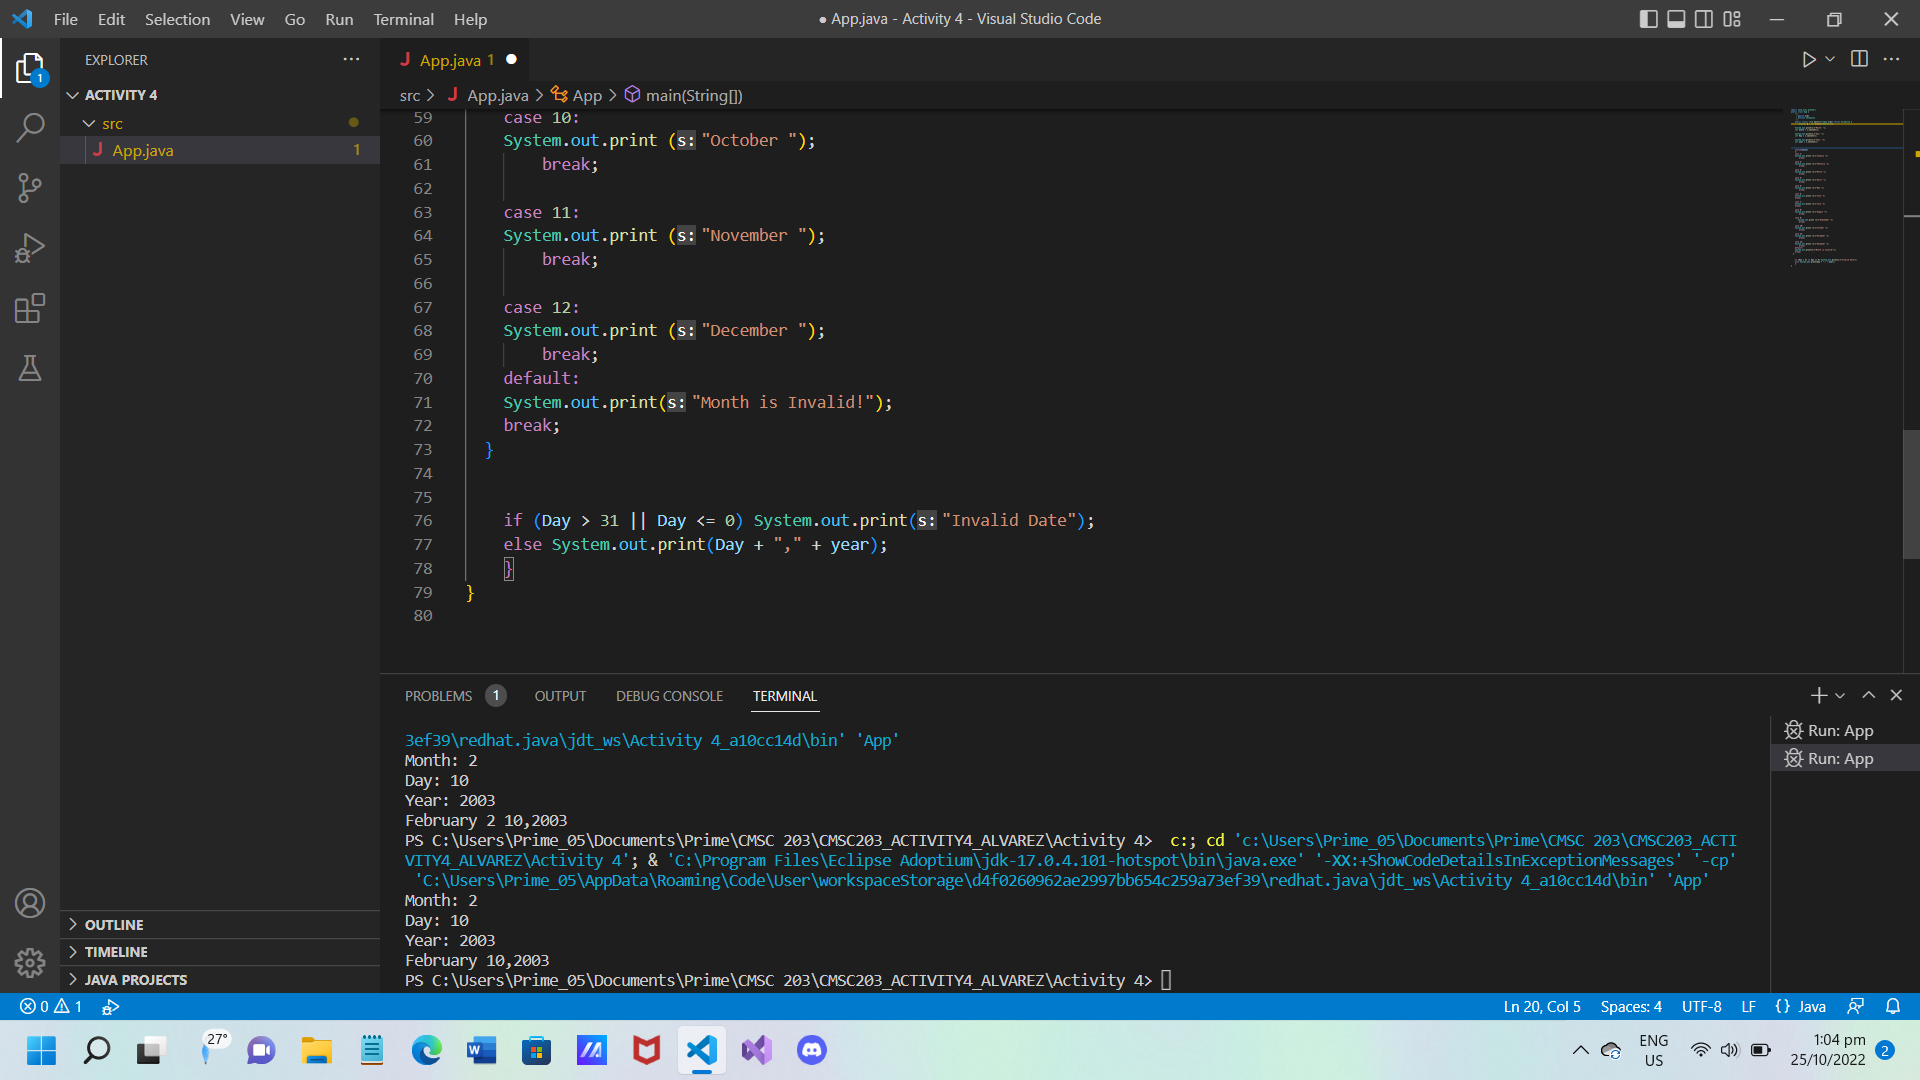 File Edit Selection View Go Run Terminal Help
● App.java - Activity 4 - Visual Studio Code
EXPLORER
ACTIVITY 4
src
J App.java 1
1
J App.java 1 ●
src > J App.java > App > main(String[])
59 case 10:
60 System.out.print (s: "October ");
61 break;
62
63 case 11:
64 System.out.print (s: "November ");
65 break;
66
67 case 12:
68 System.out.print (s: "December ");
69 break;
70 default:
71 System.out.print(s: "Month is Invalid!");
72 break;
73 }
74
75
76 if (Day > 31 || Day <= 0) System.out.print(s: "Invalid Date");
77 else System.out.print(Day + "," + year);
78 }
79 }
80
PROBLEMS 1 OUTPUT DEBUG CONSOLE TERMINAL
3ef39\redhat.java\jdt_ws\Activity 4_a10cc14d\bin' 'App'
Month: 2
Day: 10
Year: 2003
February 2 10,2003
PS C:\Users\Prime_05\Documents\Prime\CMSC 203\CMSC203_ACTIVITY4_ALVAREZ\Activity 4> c:; cd 'c:\Users\Prime_05\Documents\Prime\CMSC 203\CMSC203_ACTI
VITY4_ALVAREZ\Activity 4'; & 'C:\Program Files\Eclipse Adoptium\jdk-17.0.4.101-hotspot\bin\java.exe' '-XX:+ShowCodeDetailsInExceptionMessages' '-cp'
'C:\Users\Prime_05\AppData\Roaming\Code\User\workspaceStorage\d4f0260962ae2997bb654c259a73ef39\redhat.java\jdt_ws\Activity 4_a10cc14d\bin' 'App'
Month: 2
Day: 10
Year: 2003
February 10,2003
PS C:\Users\Prime_05\Documents\Prime\CMSC 203\CMSC203_ACTIVITY4_ALVAREZ\Activity 4>
Run: App
Run: App
OUTLINE
TIMELINE
JAVA PROJECTS
0 1
Ln 20, Col 5 Spaces: 4 UTF-8 LF {} Java
27°
ENG
US
1:04 pm
25/10/2022
2